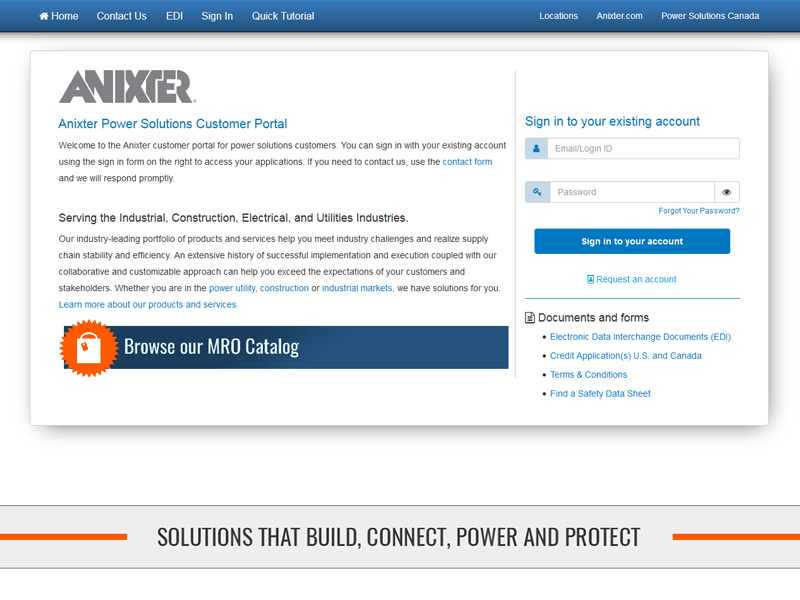 Home Contact Us EDI Sign In Quick Tutorial Locations Anixter.com Power Solutions Canada
ANIXTER
Anixter Power Solutions Customer Portal
Welcome to the Anixter customer portal for power solutions customers. You can sign in with your existing account
using the sign in form on the right to access your applications. If you need to contact us, use the contact form
and we will respond promptly.
Serving the Industrial, Construction, Electrical, and Utilities Industries.
Our industry-leading portfolio of products and services help you meet industry challenges and realize supply
chain stability and efficiency. An extensive history of successful implementation and execution coupled with our
collaborative and customizable approach can help you exceed the expectations of your customers and
stakeholders. Whether you are in the power utility, construction or industrial markets, we have solutions for you.
Learn more about our products and services.
Browse our MRO Catalog
Sign in to your existing account
Email/Login ID
Password
Forgot Your Password?
Sign in to your account
Request an account
Documents and forms
Electronic Data Interchange Documents (EDI)
Credit Application(s) U.S. and Canada
Terms & Conditions
Find a Safety Data Sheet
SOLUTIONS THAT BUILD, CONNECT, POWER AND PROTECT